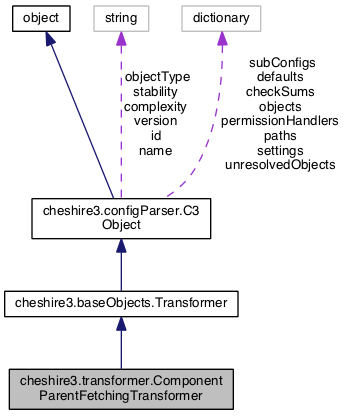 object
string
dictionary
objectType
stability
complexity
version
id
name
subConfigs
defaults
checkSums
objects
permissionHandlers
paths
settings
unresolvedObjects
cheshire3.configParser.C3
Object
cheshire3.baseObjects.Transformer
cheshire3.transformer.Component
ParentFetchingTransformer